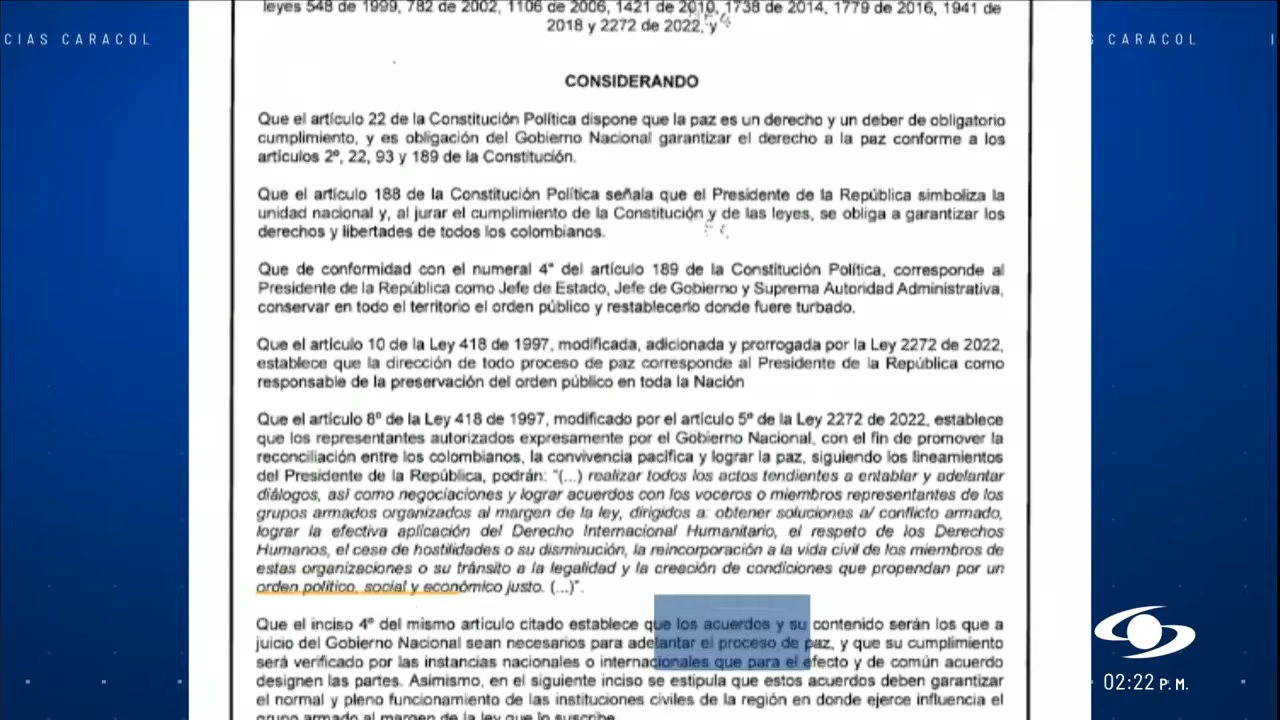 leyes 548 de 1999, 782 de 2002, 1106 de 2006, 1421 de 2010, 1738 de 2014, 1779 de 2016, 1941 de
2018 y 2272 de 2022, y
CIAS CARACOL
S CARACOL
CONSIDERANDO
Que el artículo 22 de la Constitución Política dispone que la paz es un derecho y un deber de obligatorio
cumplimiento, y es obligación del Gobierno Nacional garantizar el derecho a la paz conforme a los
artículos 2º, 22, 93 y 189 de la Constitución.
Que el artículo 188 de la Constitución Política señala que el Presidente de la República simboliza la
unidad nacional y, al jurar el cumplimiento de la Constitución y de las leyes, se obliga a garantizar los
derechos y libertades de todos los colombianos.
Que de conformidad con el numeral 4° del artículo 189 de la Constitución Política, corresponde al
Presidente de la República como Jefe de Estado, Jefe de Gobierno y Suprema Autoridad Administrativa,
conservar en todo el territorio el orden público y restablecerlo donde fuere turbado.
Que el artículo 10 de la Ley 418 de 1997, modificada, adicionada y prorrogada por la Ley 2272 de 2022,
establece que la dirección de todo proceso de paz corresponde al Presidente de la República como
responsable de la preservación del orden público en toda la Nación
Que el artículo 8º de la Ley 418 de 1997, modificado por el artículo 5º de la Ley 2272 de 2022, establece
que los representantes autorizados expresamente por el Gobierno Nacional, con el fin de promover la
reconciliación entre los colombianos, la convivencia pacífica y lograr la paz, siguiendo los lineamientos
del Presidente de la República, podrán: "(...) realizar todos los actos tendientes a entablar y adelantar
diálogos, así como negociaciones y lograr acuerdos con los voceros o miembros representantes de los
grupos armados organizados al margen de la ley, dirigidos a: obtener soluciones al conflicto armado,
lograr la efectiva aplicación del Derecho Internacional Humanitario, el respeto de los Derechos
Humanos, el cese de hostilidades o su disminución, la reincorporación a la vida civil de los miembros de
estas organizaciones o su tránsito a la legalidad y la creación de condiciones que propendan por un
orden político, social y económico justo. (...)".
Que el inciso 4° del mismo artículo citado establece que los acuerdos y su contenido serán los que a
juicio del Gobierno Nacional sean necesarios para adelantar el proceso de paz, y que su cumplimiento
será verificado por las instancias nacionales o internacionales que para el efecto y de común acuerdo
designen las partes. Asimismo, en el siguiente inciso se estipula que estos acuerdos deben garantizar
el normal y pleno funcionamiento de las instituciones civiles de la región en donde ejerce influencia el
grupo armado al margen de la ley que lo suscribe.
02:22 P.M.